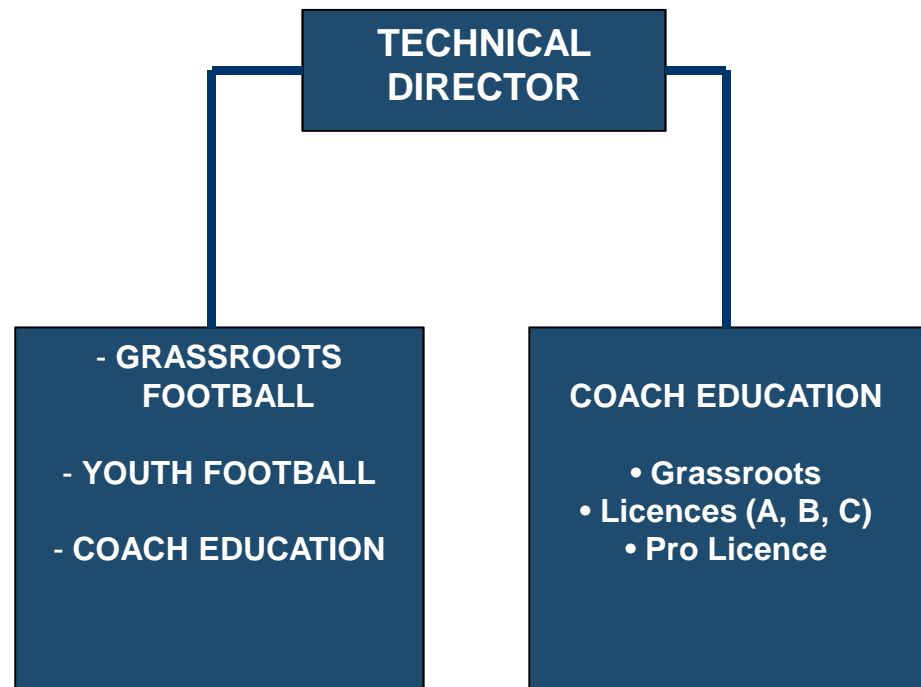 TECHNICAL
DIRECTOR
- GRASSROOTS
FOOTBALL
- YOUTH FOOTBALL
- COACH EDUCATION
COACH EDUCATION
• Grassroots
• Licences (A, B, C)
• Pro Licence